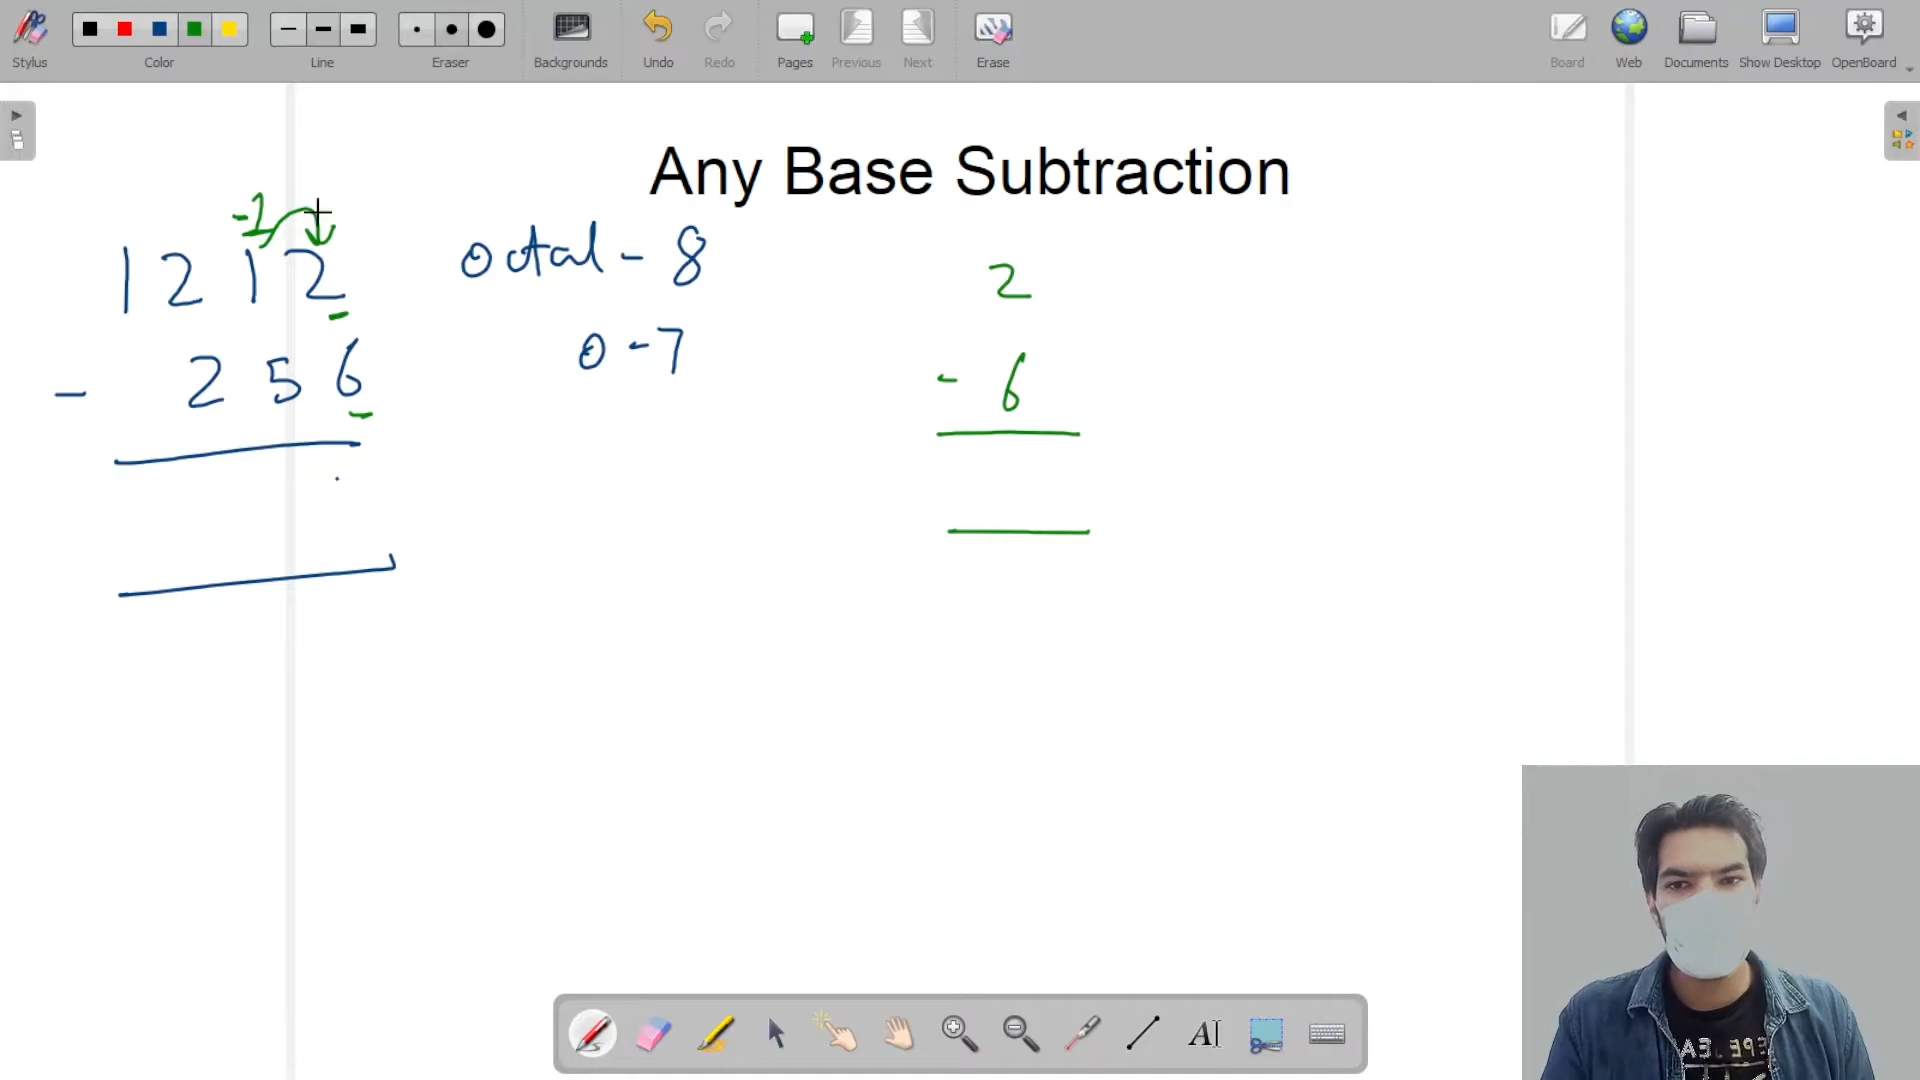 Stylus Color Line Eraser Backgrounds Undo Redo Pages Previous Next Erase Board Web Documents Show Desktop OpenBoard
Any Base Subtraction
-1
1 2 1 2
octal - 8
2
0 - 7
- 2 5 6
- 6
AI